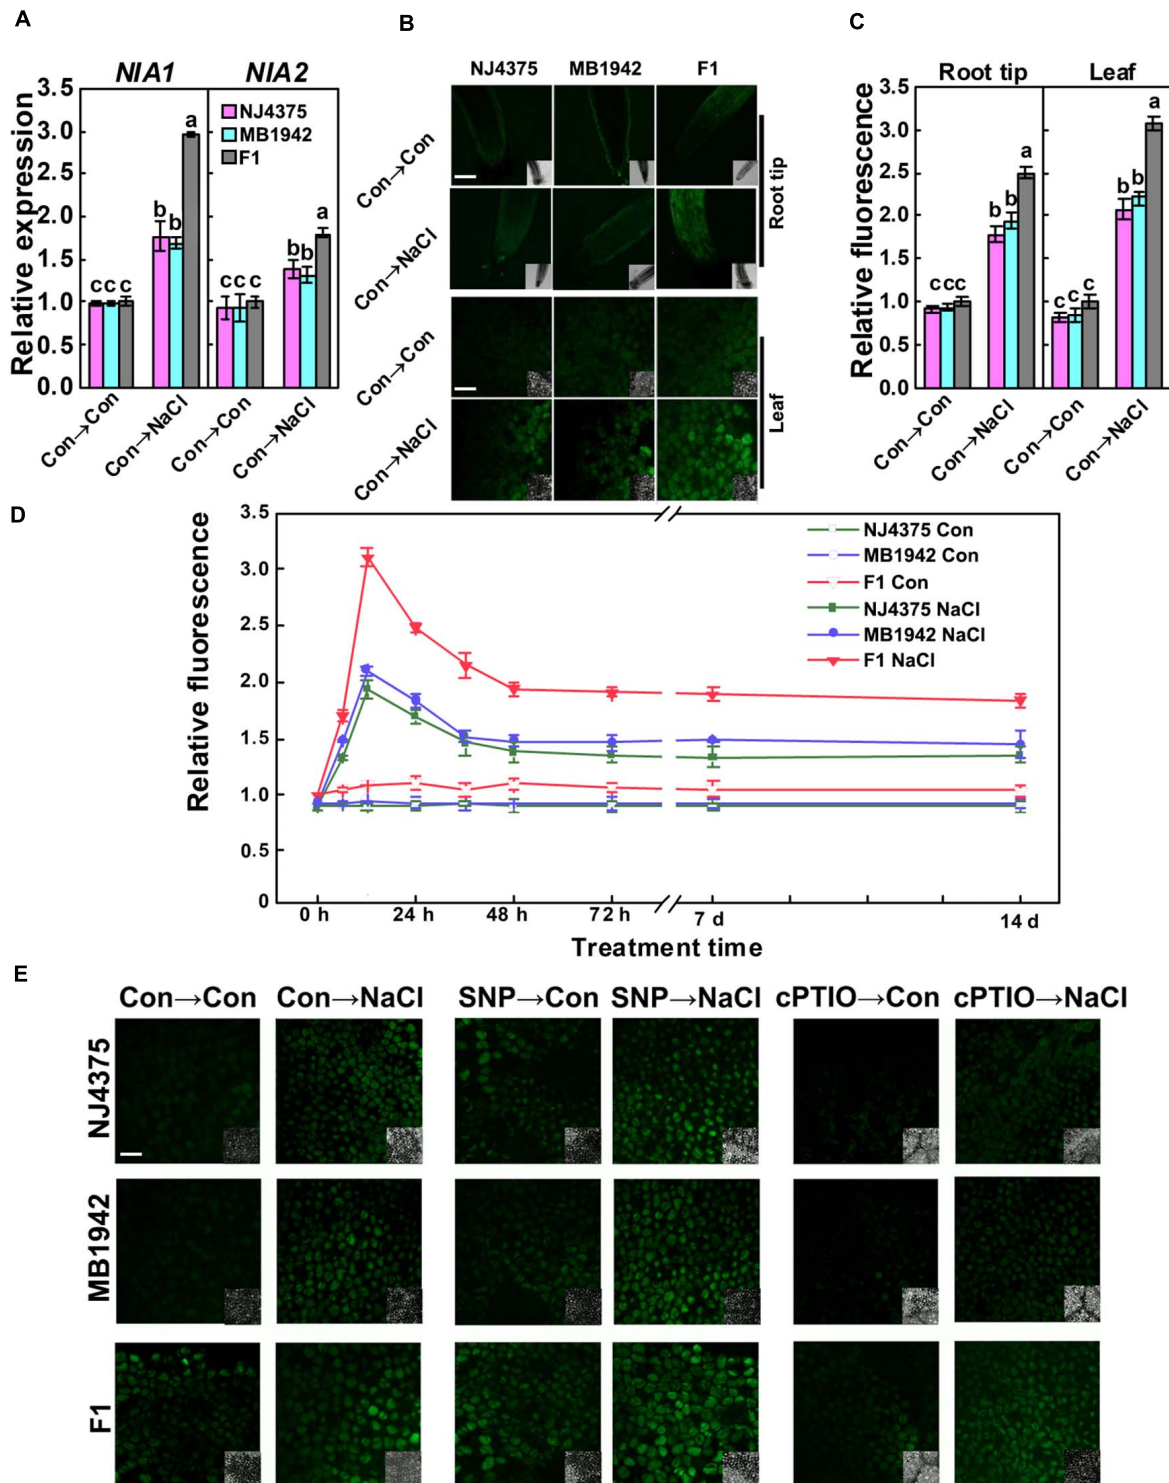 A
NIA1 NIA2
Relative expression
3.5
3.0
2.5
2.0
1.5
1.0
0.5
0.0
NJ4375
MB1942
F1
c c c b b a c c c b b a
Con→Con Con→NaCl Con→Con Con→NaCl
B
NJ4375 MB1942 F1
Con→Con
Con→NaCl
Root tip
Con→Con
Con→NaCl
Leaf
C
Root tip Leaf
Relative fluorescence
3.5
3.0
2.5
2.0
1.5
1.0
0.5
0.0
c c c b b a c c c b b a
Con→Con Con→NaCl Con→Con Con→NaCl
D
Relative fluorescence
3.5
3.0
2.5
2.0
1.5
1.0
0.5
0
NJ4375 Con
MB1942 Con
F1 Con
NJ4375 NaCl
MB1942 NaCl
F1 NaCl
0 h 24 h 48 h 72 h 7 d 14 d
Treatment time
E
Con→Con Con→NaCl SNP→Con SNP→NaCl cPTIO→Con cPTIO→NaCl
NJ4375
MB1942
F1